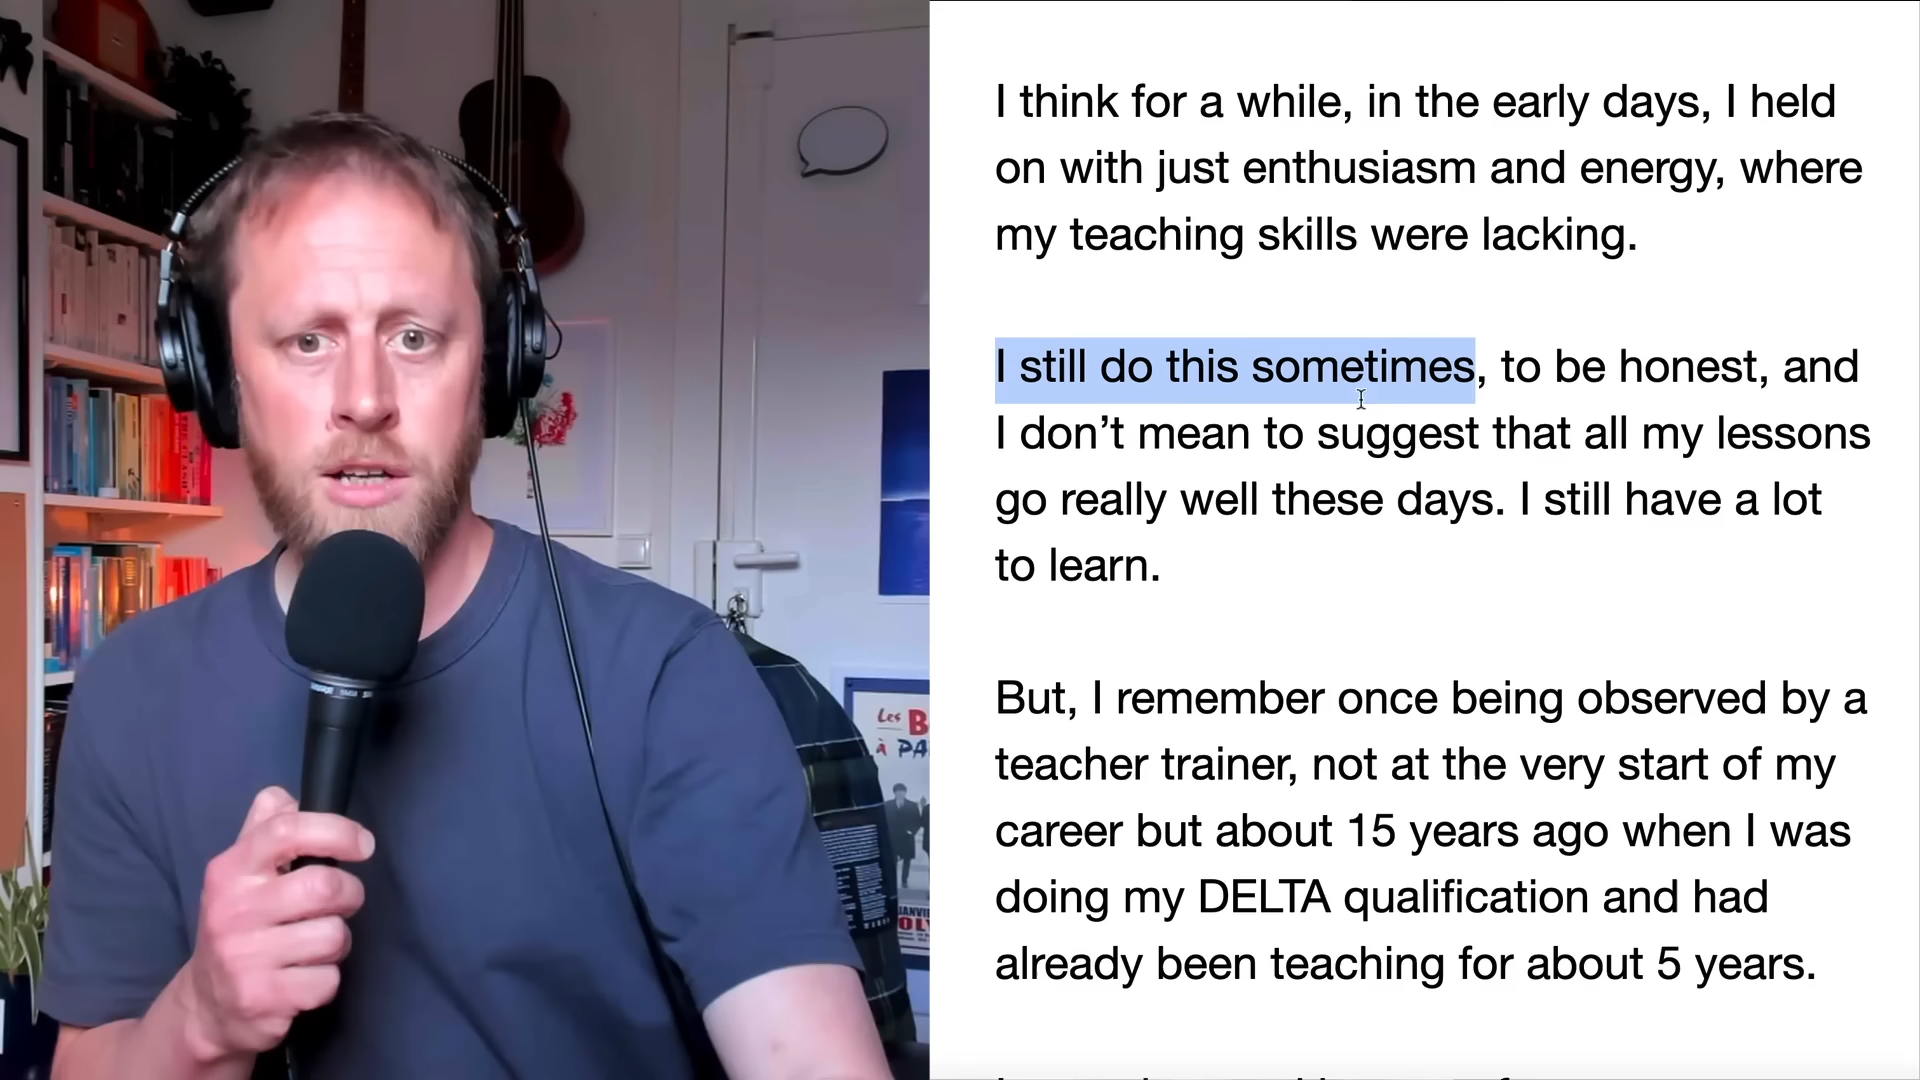 I think for a while, in the early days, I held
on with just enthusiasm and energy, where
my teaching skills were lacking.
I still do this sometimes, to be honest, and
I don’t mean to suggest that all my lessons
go really well these days. I still have a lot
to learn.
But, I remember once being observed by a
teacher trainer, not at the very start of my
career but about 15 years ago when I was
doing my DELTA qualification and had
already been teaching for about 5 years.
Les B
à PA
JANVI
OLY